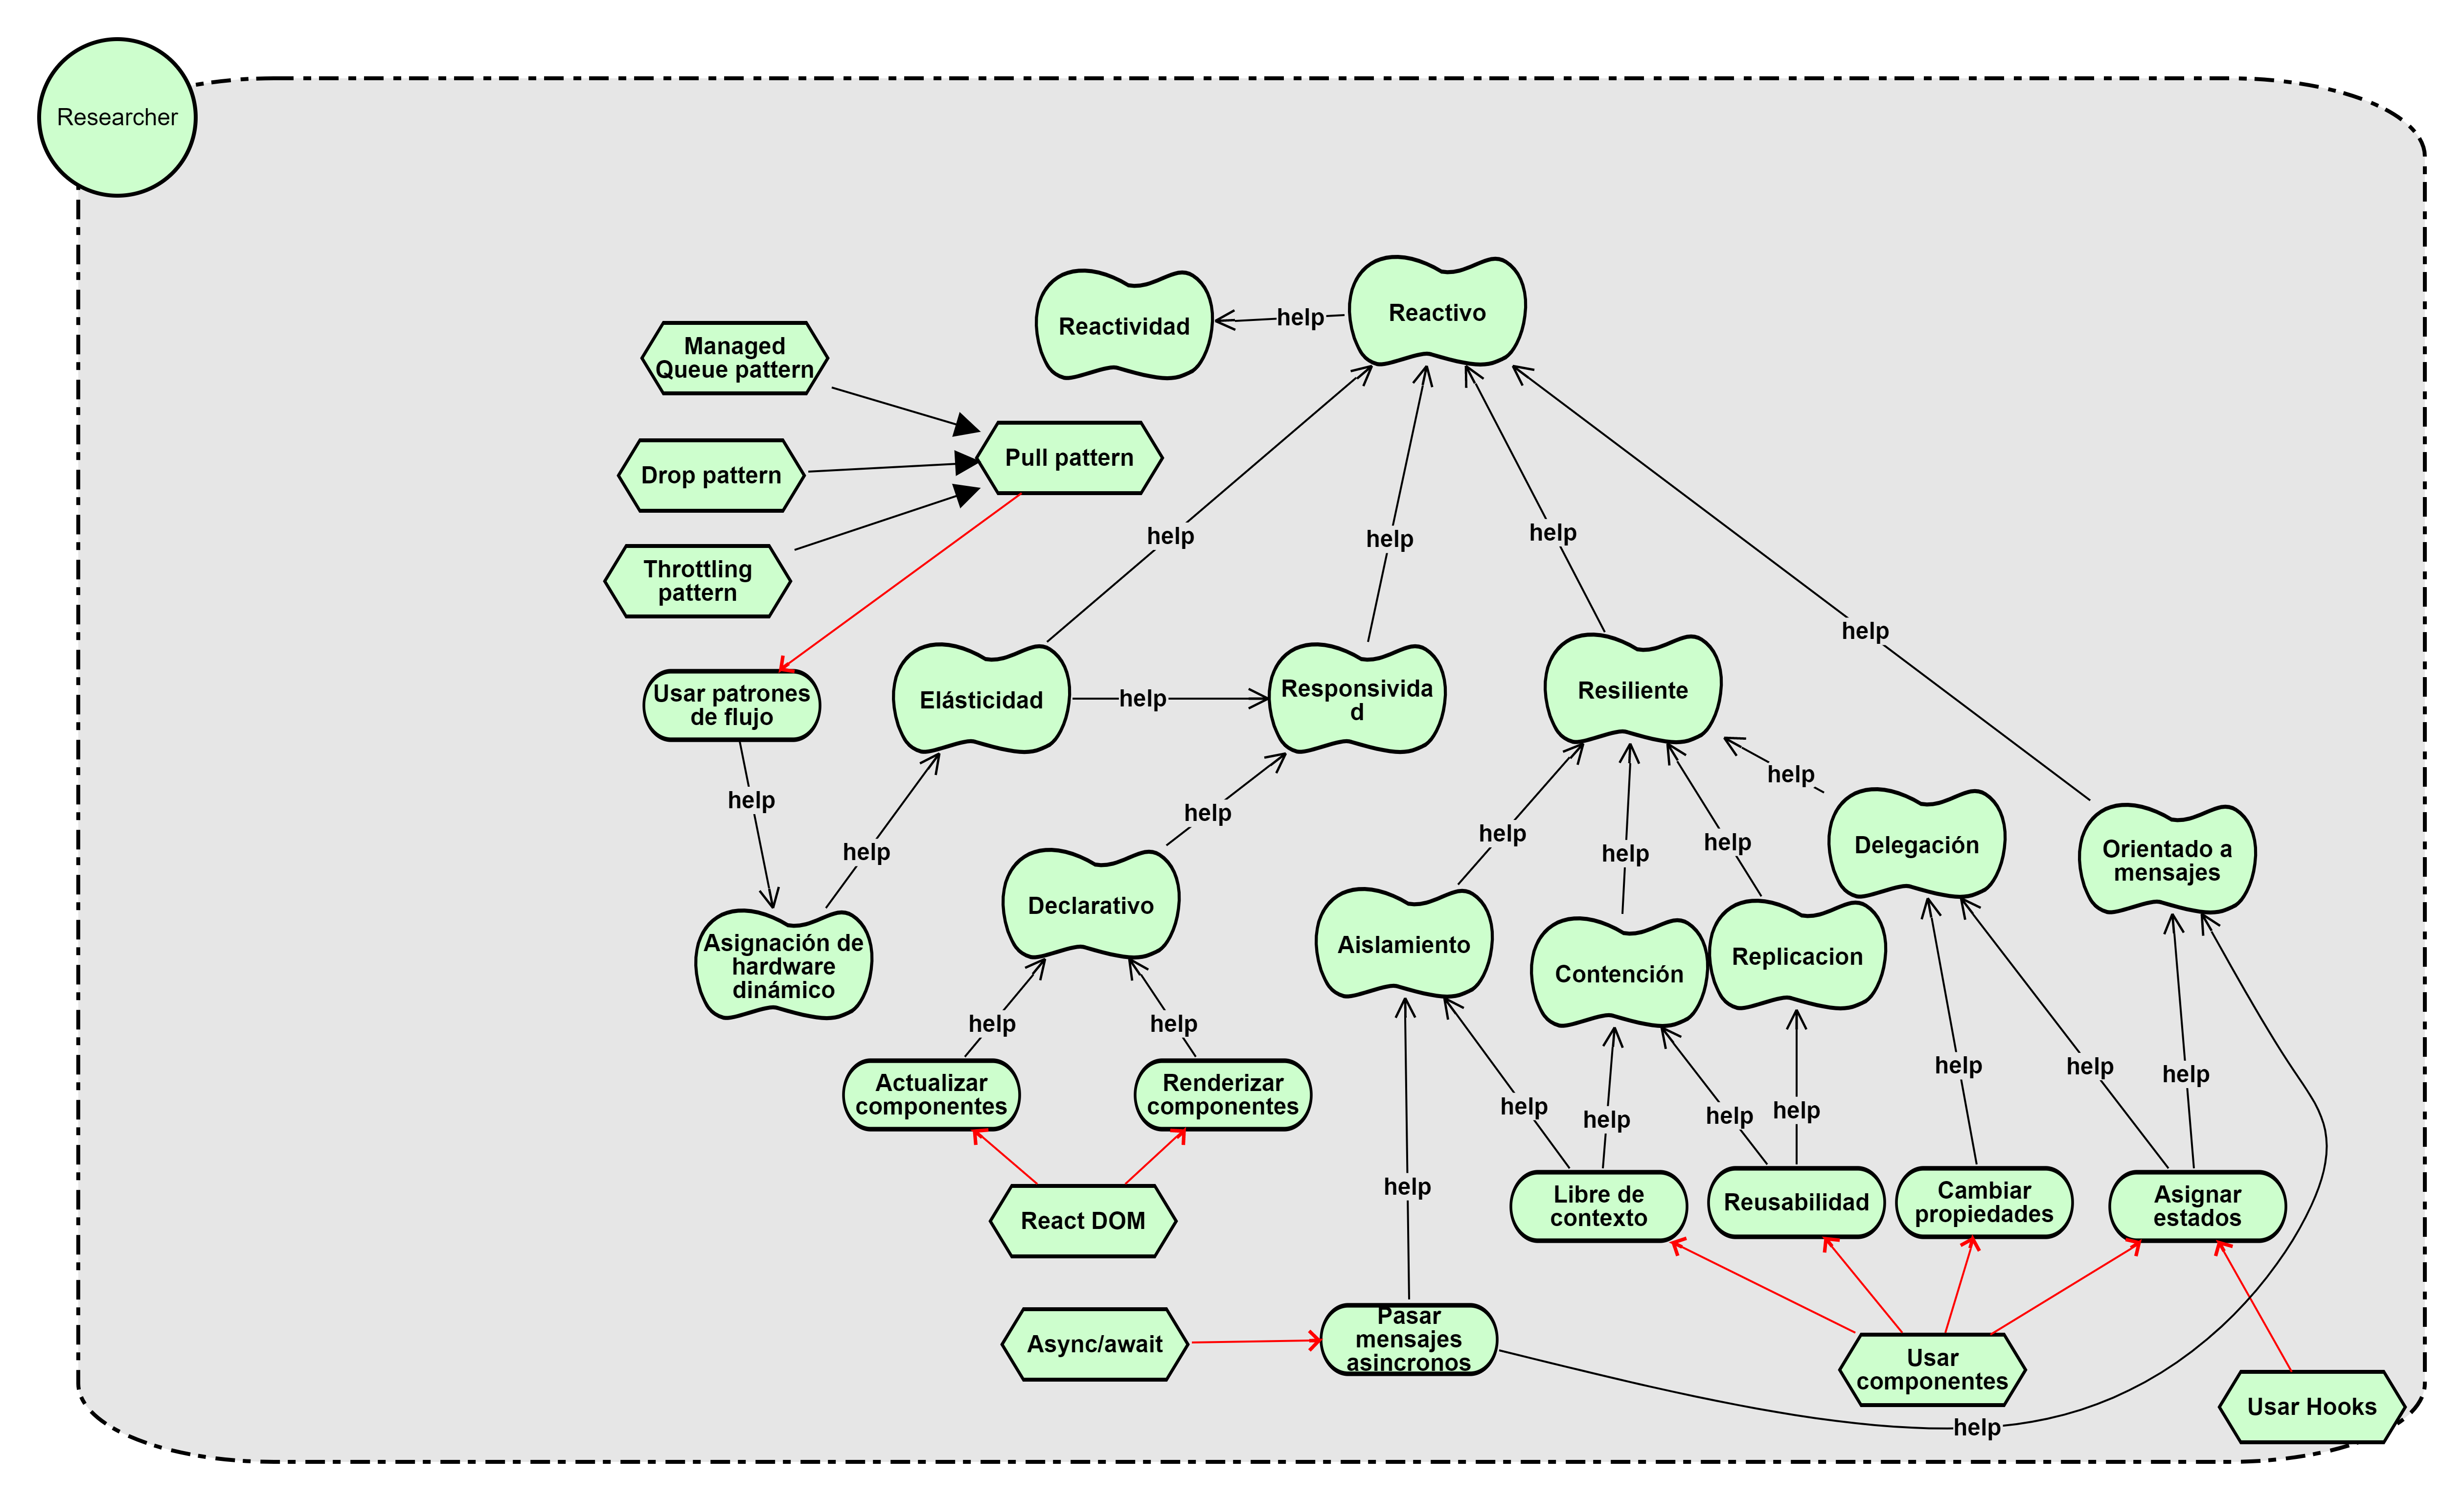 Researcher
Reactividad
help
Reactivo
Managed
Queue pattern
Pull pattern
Drop pattern
Throttling
pattern
help
help
help
help
Usar patrones
de flujo
Elásticidad
help
Responsivida
d
Resiliente
help
help
help
help
help
help
help
Delegación
Orientado a
mensajes
Asignación de
hardware
dinámico
Declarativo
Aislamiento
Contención
Replicacion
help
help
help
help
help
help
help
help
help
help
Actualizar
componentes
Renderizar
componentes
help
Libre de
contexto
Reusabilidad
Cambiar
propiedades
Asignar
estados
React DOM
Async/await
Pasar
mensajes
asincronos
Usar
componentes
Usar Hooks
help